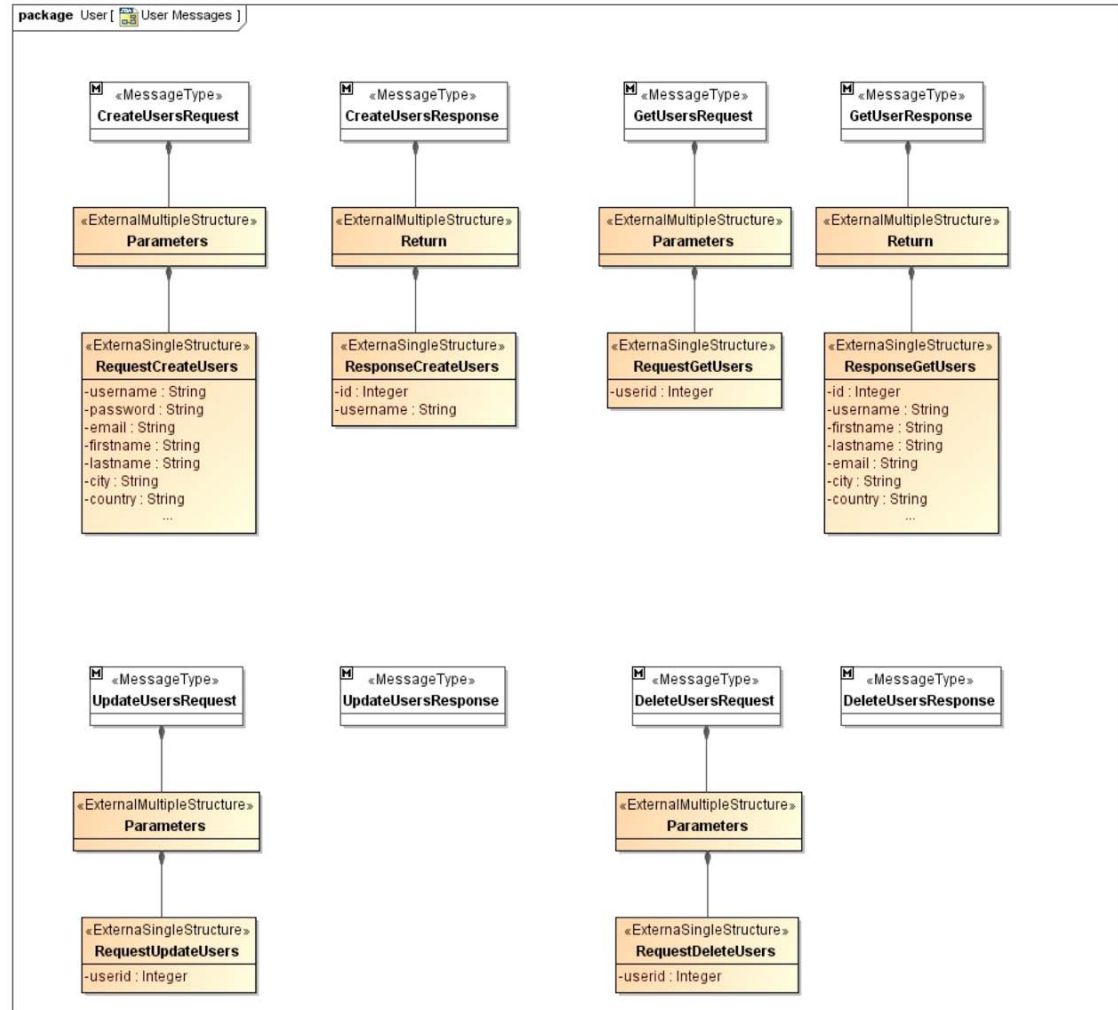 package User [ User Messages ]
«MessageType»
CreateUsersRequest
«MessageType»
CreateUsersResponse
«MessageType»
GetUsersRequest
«MessageType»
GetUserResponse
«ExternalMultipleStructure»
Parameters
«ExternalMultipleStructure»
Return
«ExternalMultipleStructure»
Parameters
«ExternalMultipleStructure»
Return
«ExternaSingleStructure»
RequestCreateUsers
-username : String
-password : String
-email : String
-firstname : String
-lastname : String
-city : String
-country : String
...
«ExternaSingleStructure»
ResponseCreateUsers
-id : Integer
-username : String
«ExternaSingleStructure»
RequestGetUsers
-userid : Integer
«ExternaSingleStructure»
ResponseGetUsers
-id : Integer
-username : String
-firstname : String
-lastname : String
-email : String
-city : String
-country : String
...
«MessageType»
UpdateUsersRequest
«MessageType»
UpdateUsersResponse
«MessageType»
DeleteUsersRequest
«MessageType»
DeleteUsersResponse
«ExternalMultipleStructure»
Parameters
«ExternalMultipleStructure»
Parameters
«ExternaSingleStructure»
RequestUpdateUsers
-userid : Integer
«ExternaSingleStructure»
RequestDeleteUsers
-userid : Integer